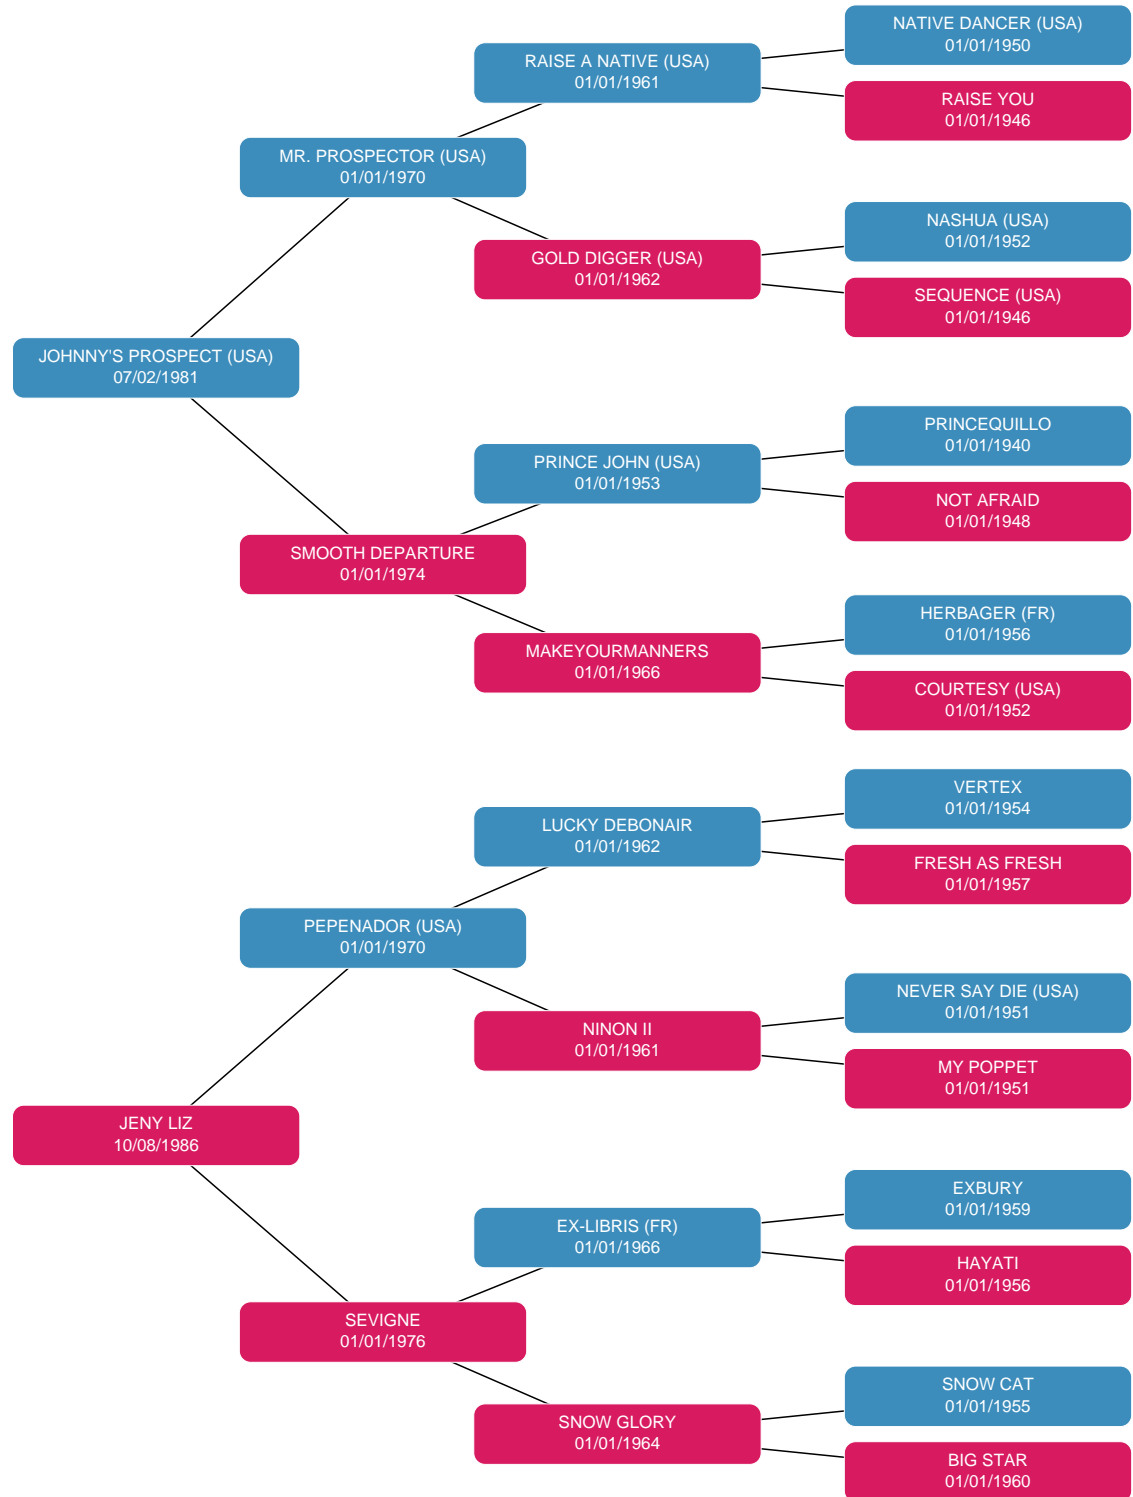 NATIVE DANCER (USA)
01/01/1950
RAISE A NATIVE (USA)
01/01/1961
RAISE YOU
01/01/1946
MR. PROSPECTOR (USA)
01/01/1970
NASHUA (USA)
01/01/1952
GOLD DIGGER (USA)
01/01/1962
SEQUENCE (USA)
01/01/1946
JOHNNY'S PROSPECT (USA)
07/02/1981
PRINCEQUILLO
01/01/1940
PRINCE JOHN (USA)
01/01/1953
NOT AFRAID
01/01/1948
SMOOTH DEPARTURE
01/01/1974
HERBAGER (FR)
01/01/1956
MAKEYOURMANNERS
01/01/1966
COURTESY (USA)
01/01/1952
VERTEX
01/01/1954
LUCKY DEBONAIR
01/01/1962
FRESH AS FRESH
01/01/1957
PEPENADOR (USA)
01/01/1970
NEVER SAY DIE (USA)
01/01/1951
NINON II
01/01/1961
MY POPPET
01/01/1951
JENY LIZ
10/08/1986
EXBURY
01/01/1959
EX-LIBRIS (FR)
01/01/1966
HAYATI
01/01/1956
SEVIGNE
01/01/1976
SNOW CAT
01/01/1955
SNOW GLORY
01/01/1964
BIG STAR
01/01/1960